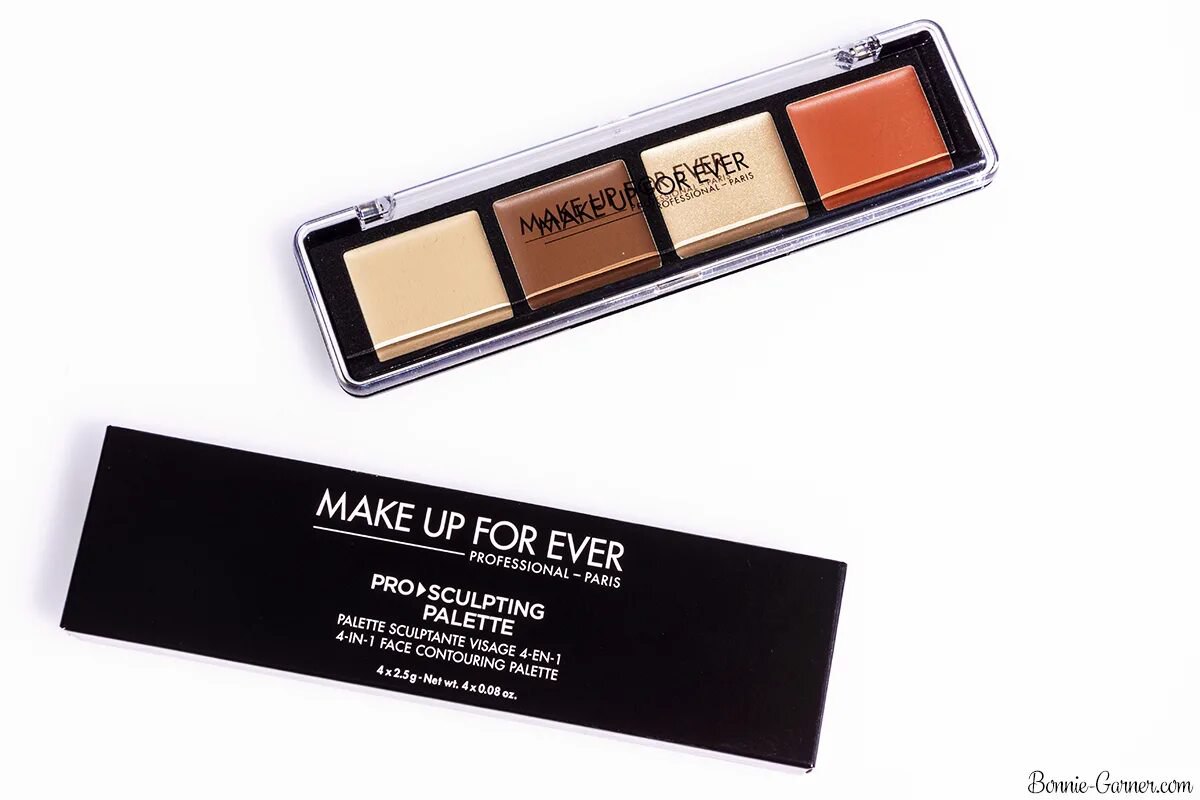 MAKE UP FOR EVER
PROFESSIONAL – PARIS
MAKE UP FOR EVER
PROFESSIONAL – PARIS
PRO▶SCULPTING
PALETTE
PALETTE SCULPTANTE VISAGE 4-EN-1
4-IN-1 FACE CONTOURING PALETTE
4 x 2.5 g - Net wt. 4 x 0.08 oz.
Bonnie-Garner.com